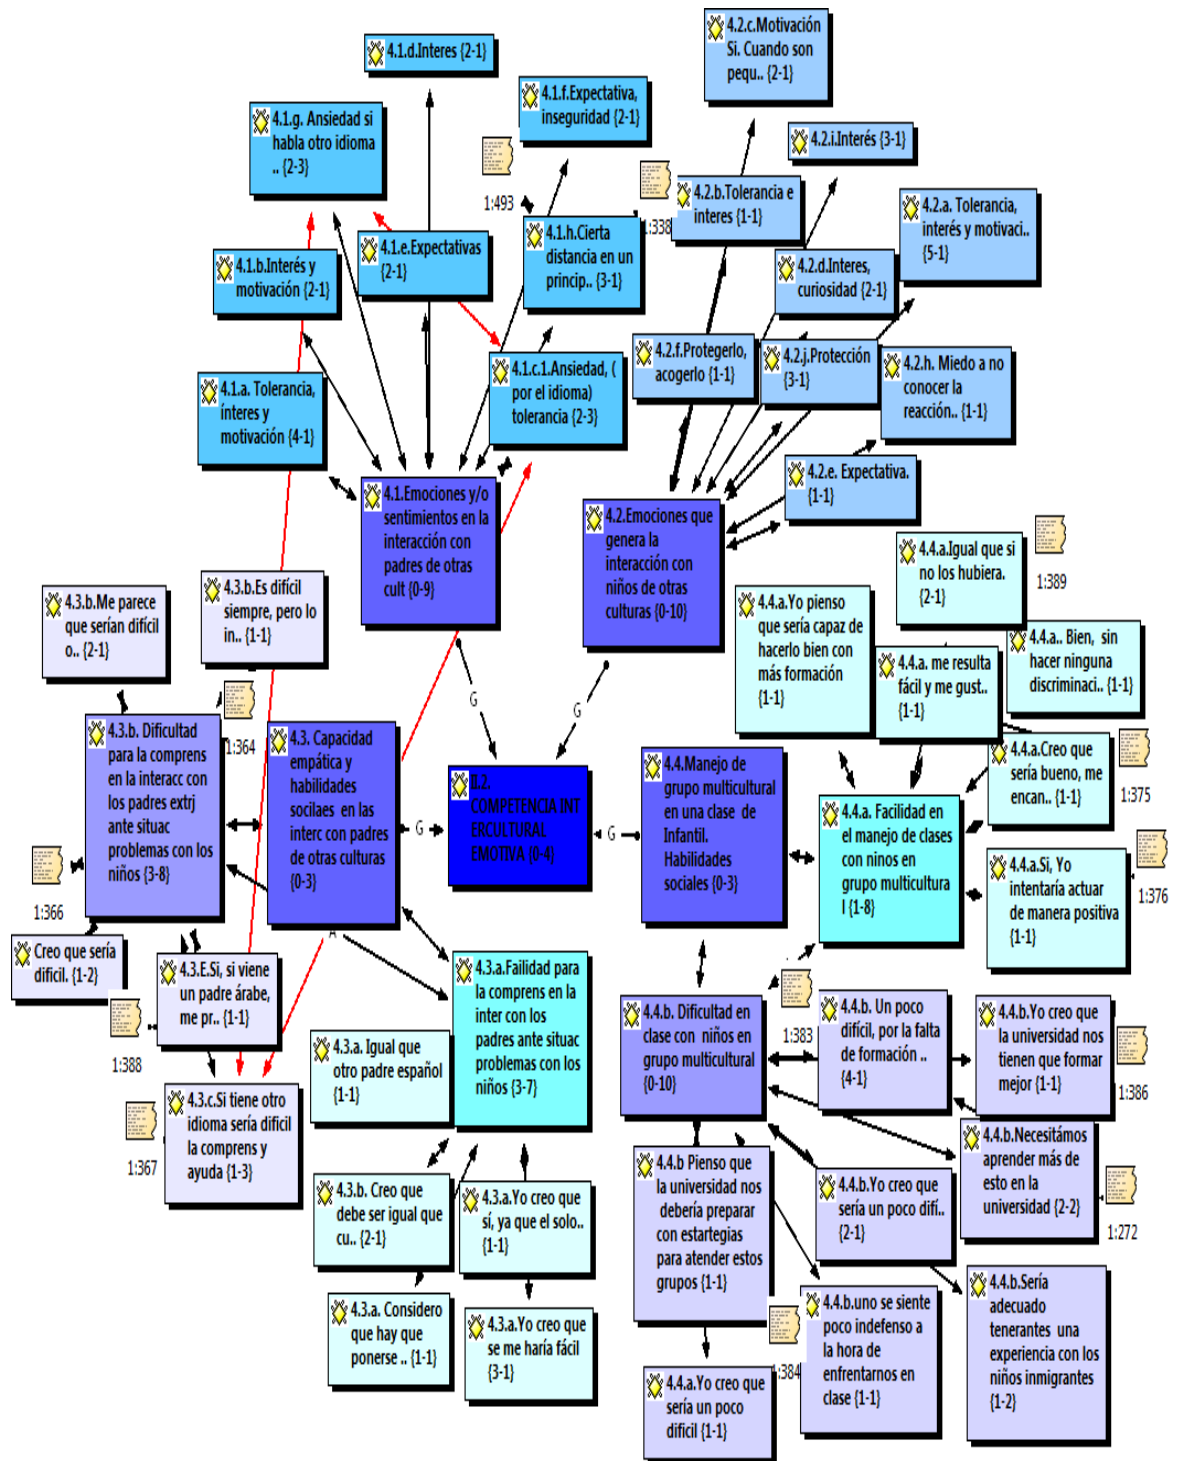 4.1.d.Interes {2-1}
4.2.c.Motivación
Si. Cuando son
pequ.. {2-1}
4.1.f.Expectativa,
inseguridad {2-1}
4.1.g. Ansiedad si
habla otro idioma
.. {2-3}
4.2.i.Interés {3-1}
1:493
1:338
4.2.b.Tolerancia e
interes {1-1}
4.2.a. Tolerancia,
interés y motivaci..
{5-1}
4.1.h.Cierta
distancia en un
princip.. {3-1}
4.1.e.Expectativas
{2-1}
4.1.b.Interés y
motivación {2-1}
4.2.d.Interes,
curiosidad {2-1}
4.2.f.Protegerlo,
acogerlo {1-1}
4.2.j.Protección
{3-1}
4.2.h. Miedo a no
conocer la
reacción.. {1-1}
4.1.c.1.Ansiedad, (
por el idioma)
tolerancia {2-3}
4.1.a. Tolerancia,
ínteres y
motivación {4-1}
4.2.e. Expectativa.
{1-1}
4.1.Emociones y/o
sentimientos en la
interacción con
padres de otras
cult {0-9}
4.2.Emociones que
genera la
interacción con
niños de otras
culturas {0-10}
4.4.a.Igual que si
no los hubiera.
{2-1}
1:389
4.3.b.Me parece
que serían difícil
o.. {2-1}
4.3.b.Es difícil
siempre, pero lo
in.. {1-1}
4.4.a.Yo pienso
que sería capaz de
hacerlo bien con
más formación
{1-1}
4.4.a.. Bien,  sin
hacer ninguna
discriminaci.. {1-1}
4.4.a. me resulta
fácil y me gust..
{1-1}
G
G
1:364
4.3.b. Dificultad
para la comprens
en la interacc con
los padres extrj
ante situac
problemas con los
niños {3-8}
4.3. Capacidad
empática y
habilidades
socilaes  en las
interc con padres
de otras culturas
{0-3}
G
II.2.
COMPETENCIA INT
ERCULTURAL
EMOTIVA {0-4}
G
4.4.Manejo de
grupo multicultural
en una clase  de
Infantil.
Habilidades
sociales {0-3}
4.4.a.Creo que
sería bueno, me
encan.. {1-1}
1:375
4.4.a. Facilidad en
el manejo de clases
con ninos en
grupo multicultura
l {1-8}
4.4.a.Si, Yo
intentaría actuar
de manera positiva
{1-1}
1:376
1:366
A
Creo que sería
dificil. {1-2}
4.3.E.Si, si viene
un padre árabe,
me pr.. {1-1}
1:388
4.3.a.Failidad para
la comprens en la
inter con los
padres ante situac
problemas con los
niños {3-7}
4.3.a. Igual que
otro padre español
{1-1}
4.4.b. Dificultad en
clase con  niños en
grupo multicultural
{0-10}
1:383
4.4.b. Un poco
difícil, por la falta
de formación ..
{4-1}
4.4.b.Yo creo que
la universidad nos
tienen que formar
mejor {1-1}
1:386
4.3.c.Si tiene otro
idioma sería dificil
la comprens y
ayuda {1-3}
1:367
4.4.b.Necesitámos
aprender más de
esto en la
universidad {2-2}
1:272
4.4.b Pienso que
la universidad nos
debería preparar
con estartegias
para atender estos
grupos {1-1}
4.4.b.Yo creo que
sería un poco difí..
{2-1}
4.3.b. Creo que
debe ser igual que
cu.. {2-1}
4.3.a.Yo creo que
sí, ya que el solo..
{1-1}
4.3.a. Considero
que hay que
ponerse .. {1-1}
4.3.a.Yo creo que
se me haría fácil
{3-1}
1:384
4.4.b.uno se siente
poco indefenso a
la hora de
enfrentarnos en
clase {1-1}
4.4.b.Sería
adecuado
tenerantes  una
experiencia con los
niños inmigrantes
{1-2}
4.4.a.Yo creo que
sería un poco
dificil {1-1}